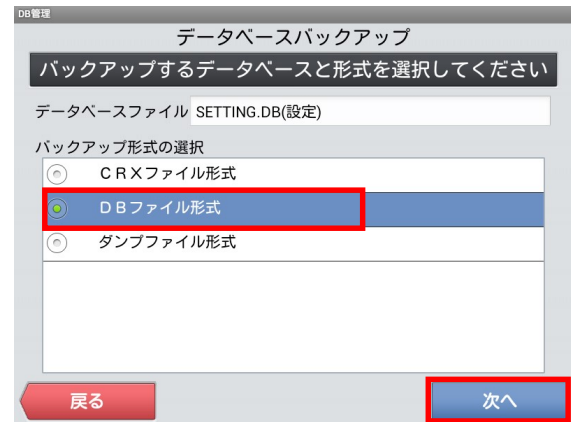 DB管理
データベースバックアップ
バックアップするデータベースと形式を選択してください
データベースファイル SETTING.DB(設定)
バックアップ形式の選択
ＣＲＸファイル形式
ＤＢファイル形式
ダンプファイル形式
戻る 次へ